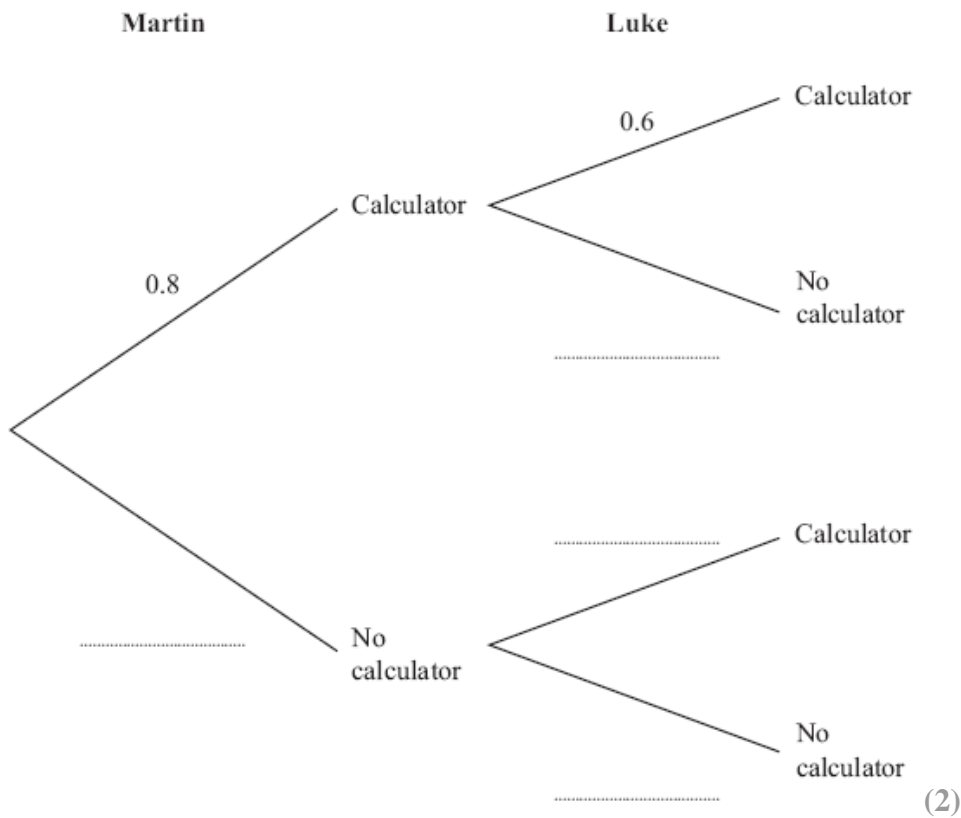 Martin
Luke
Calculator
0.6
Calculator
0.8
No
calculator
Calculator
No
calculator
No
calculator
(2)